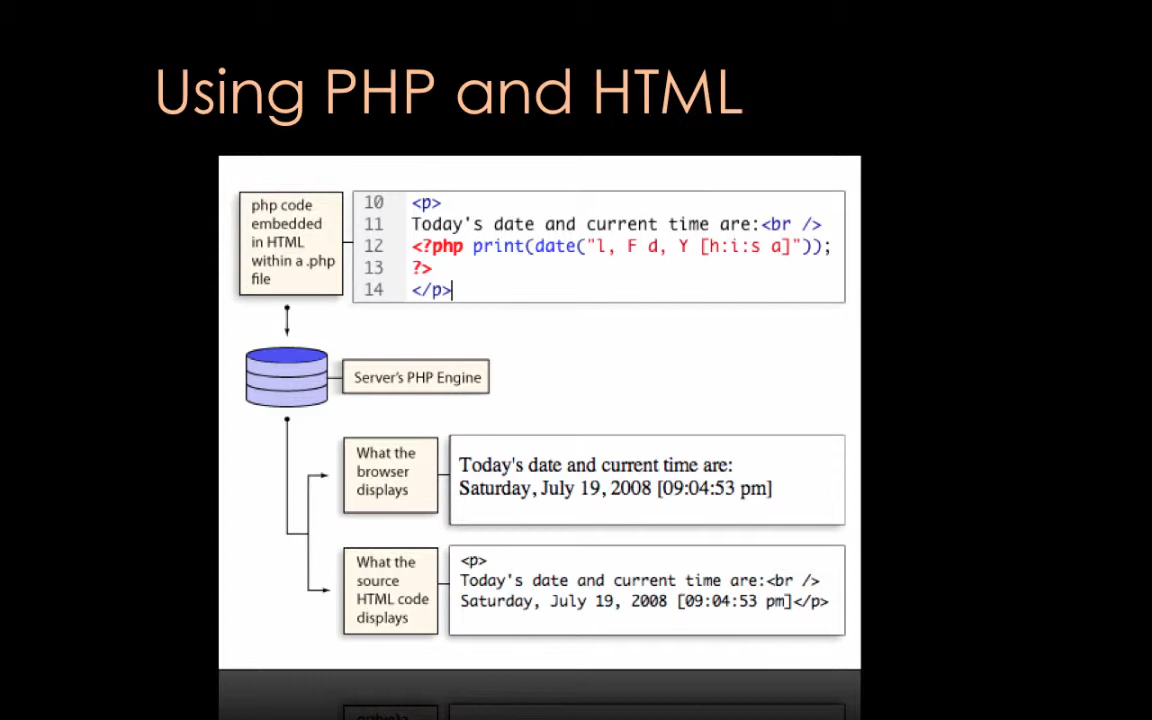 Using PHP and HTML
php code
embedded
in HTML
within a .php
file
10 <p>
11 Today's date and current time are:<br />
12 <?php print(date("l, F d, Y [h:i:s a]"));
13 ?>
14 </p>
Server's PHP Engine
What the
browser
displays
Today's date and current time are:
Saturday, July 19, 2008 [09:04:53 pm]
What the
source
HTML code
displays
<p>
Today's date and current time are:<br />
Saturday, July 19, 2008 [09:04:53 pm]</p>